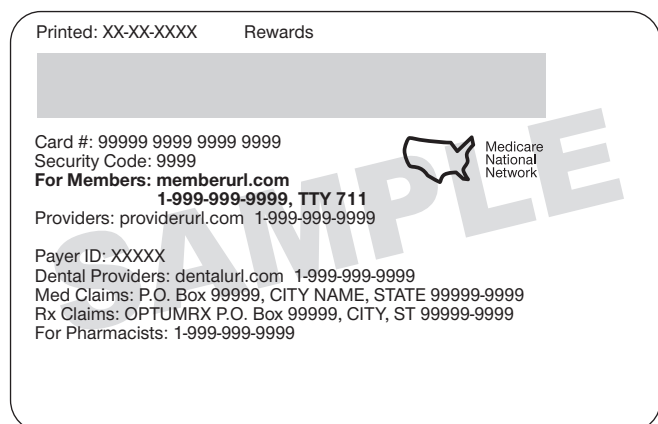 Printed: XX-XX-XXXX Rewards
Card #: 99999 9999 9999 9999
Security Code: 9999
For Members: memberurl.com
1-999-999-9999, TTY 711
Providers: providerurl.com 1-999-999-9999
Medicare
National
Network
Payer ID: XXXXX
Dental Providers: dentalurl.com 1-999-999-9999
Med Claims: P.O. Box 99999, CITY NAME, STATE 99999-9999
Rx Claims: OPTUMRX P.O. Box 99999, CITY, ST 99999-9999
For Pharmacists: 1-999-999-9999
SAMPLE